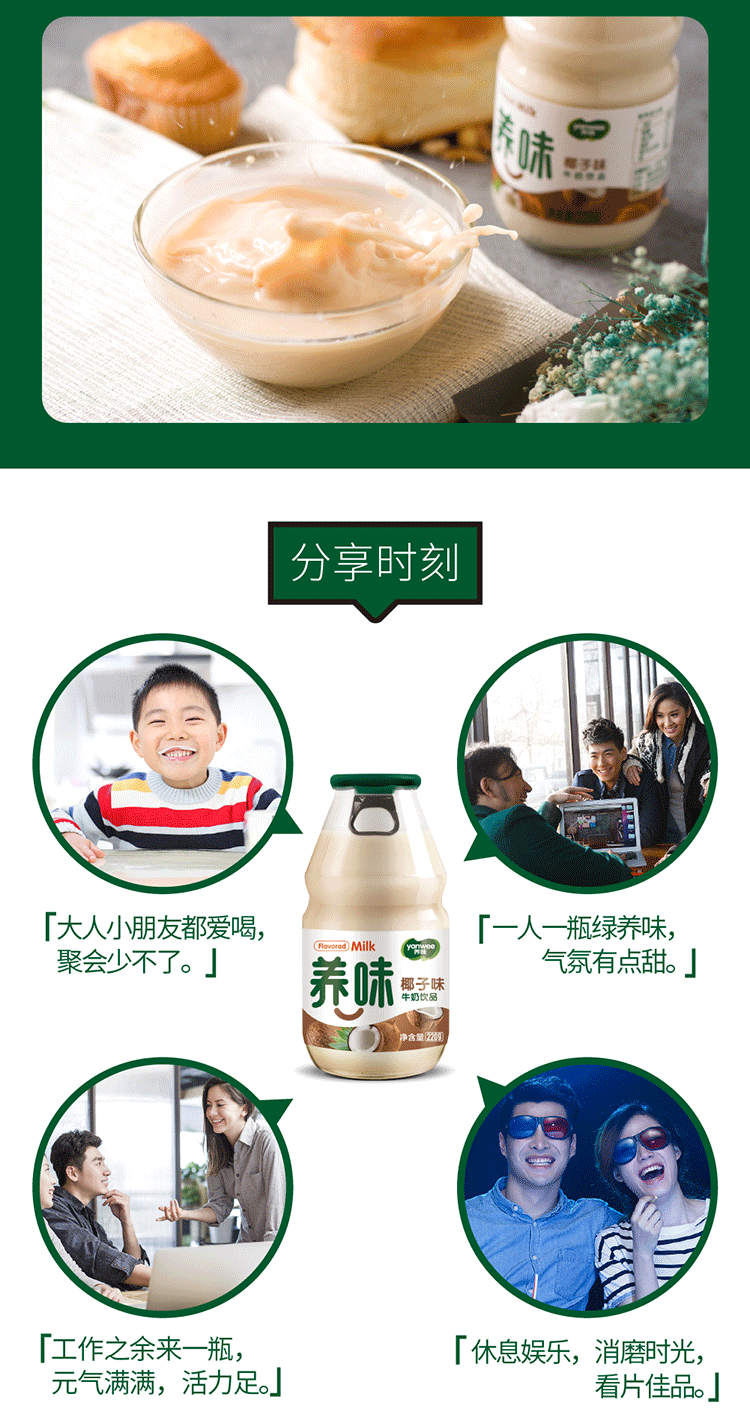 Flavored Milk
养味
椰子味
牛奶饮品
分享时刻
「大人小朋友都爱喝，
聚会少不了。」
「一人一瓶绿养味，
气氛有点甜。」
Flavored Milk
yanwee
养味
养味
椰子味
牛奶饮品
净含量 220g
「工作之余来一瓶，
元气满满，活力足。」
「休息娱乐，消磨时光，
看片佳品。」